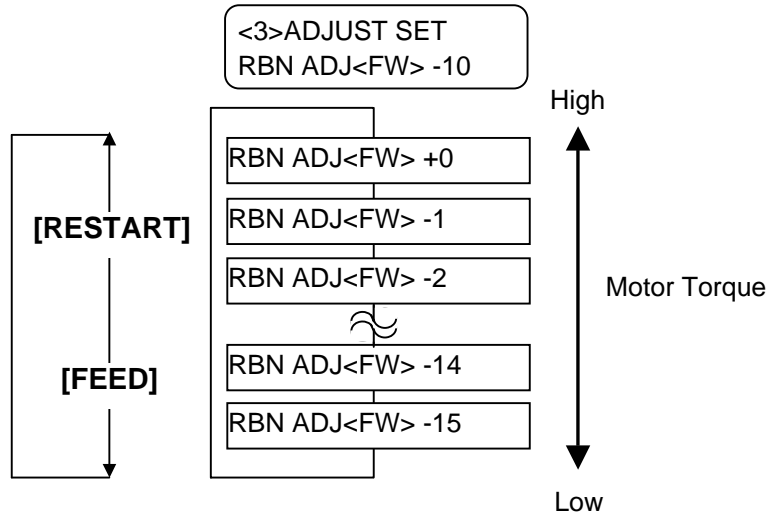 <3>ADJUST SET
RBN ADJ<FW> -10
High
RBN ADJ<FW> +0
[RESTART]
RBN ADJ<FW> -1
RBN ADJ<FW> -2
Motor Torque
[FEED]
RBN ADJ<FW> -14
RBN ADJ<FW> -15
Low